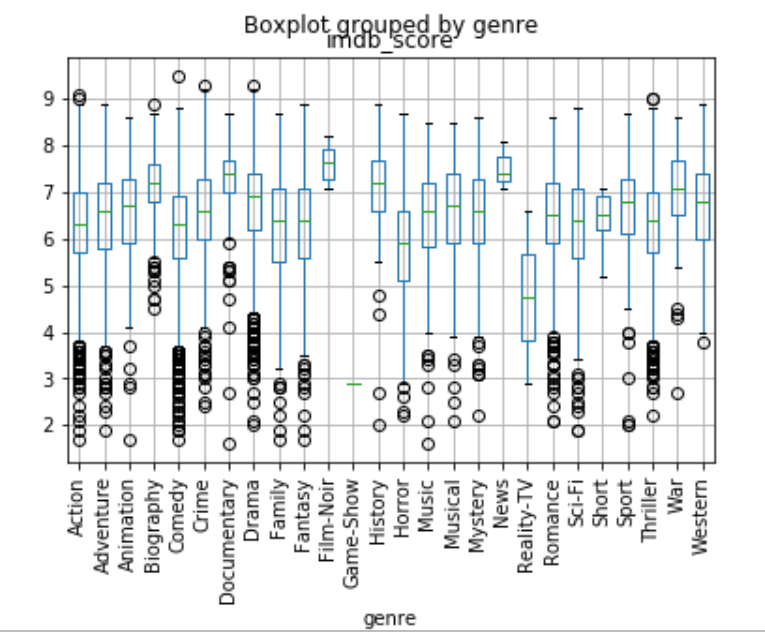 Boxplot grouped by genre
imdb_score
9
8
7
6
5
4
3
2
Action
Adventure
Animation
Biography
Comedy
Crime
Documentary
Drama
Family
Fantasy
Film-Noir
Game-Show
History
Horror
Music
Musical
Mystery
News
Reality-TV
Romance
Sci-Fi
Short
Sport
Thriller
War
Western
genre